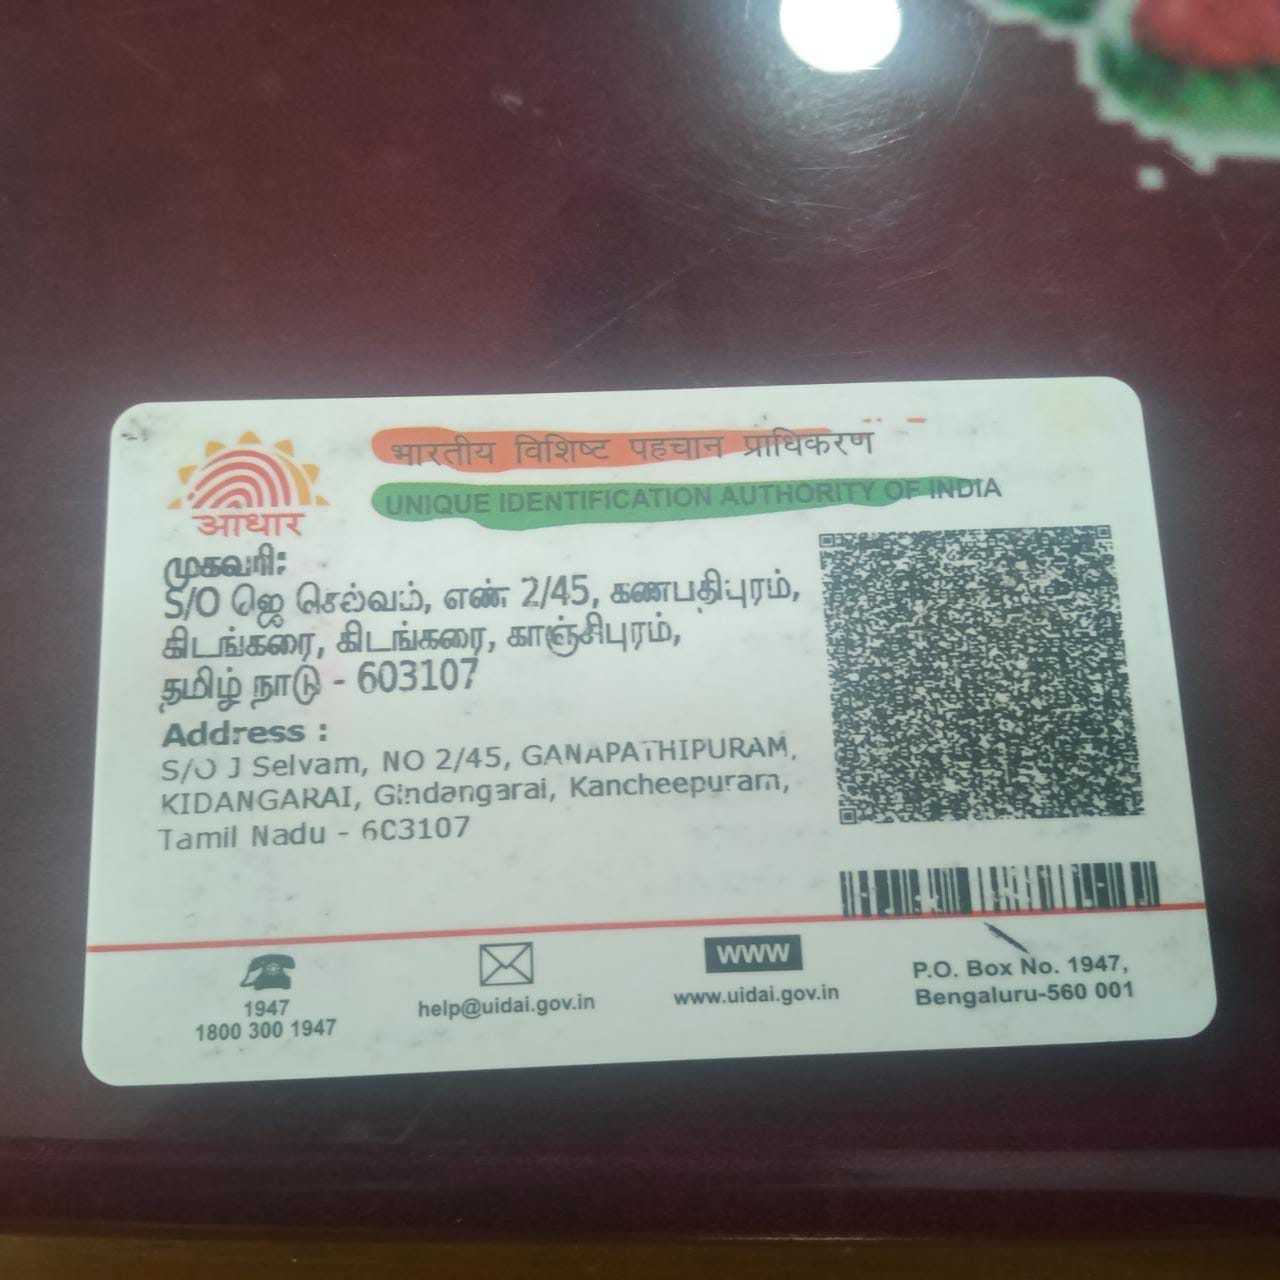 भारतीय विशिष्ट पहचान प्राधिकरण
UNIQUE IDENTIFICATION AUTHORITY OF INDIA
आधार
முகவரி:
S/O ஜெ செல்வம், எண் 2/45, கணபதிபுரம்,
கிடங்கரை, கிடங்கரை, காஞ்சிபுரம்,
தமிழ் நாடு - 603107
Address :
S/O J Selvam, NO 2/45, GANAPATHIPURAM,
KIDANGARAI, Gindangarai, Kancheepuram,
Tamil Nadu - 603107
1947
1800 300 1947
help@uidai.gov.in
WWW
www.uidai.gov.in
P.O. Box No. 1947,
Bengaluru-560 001